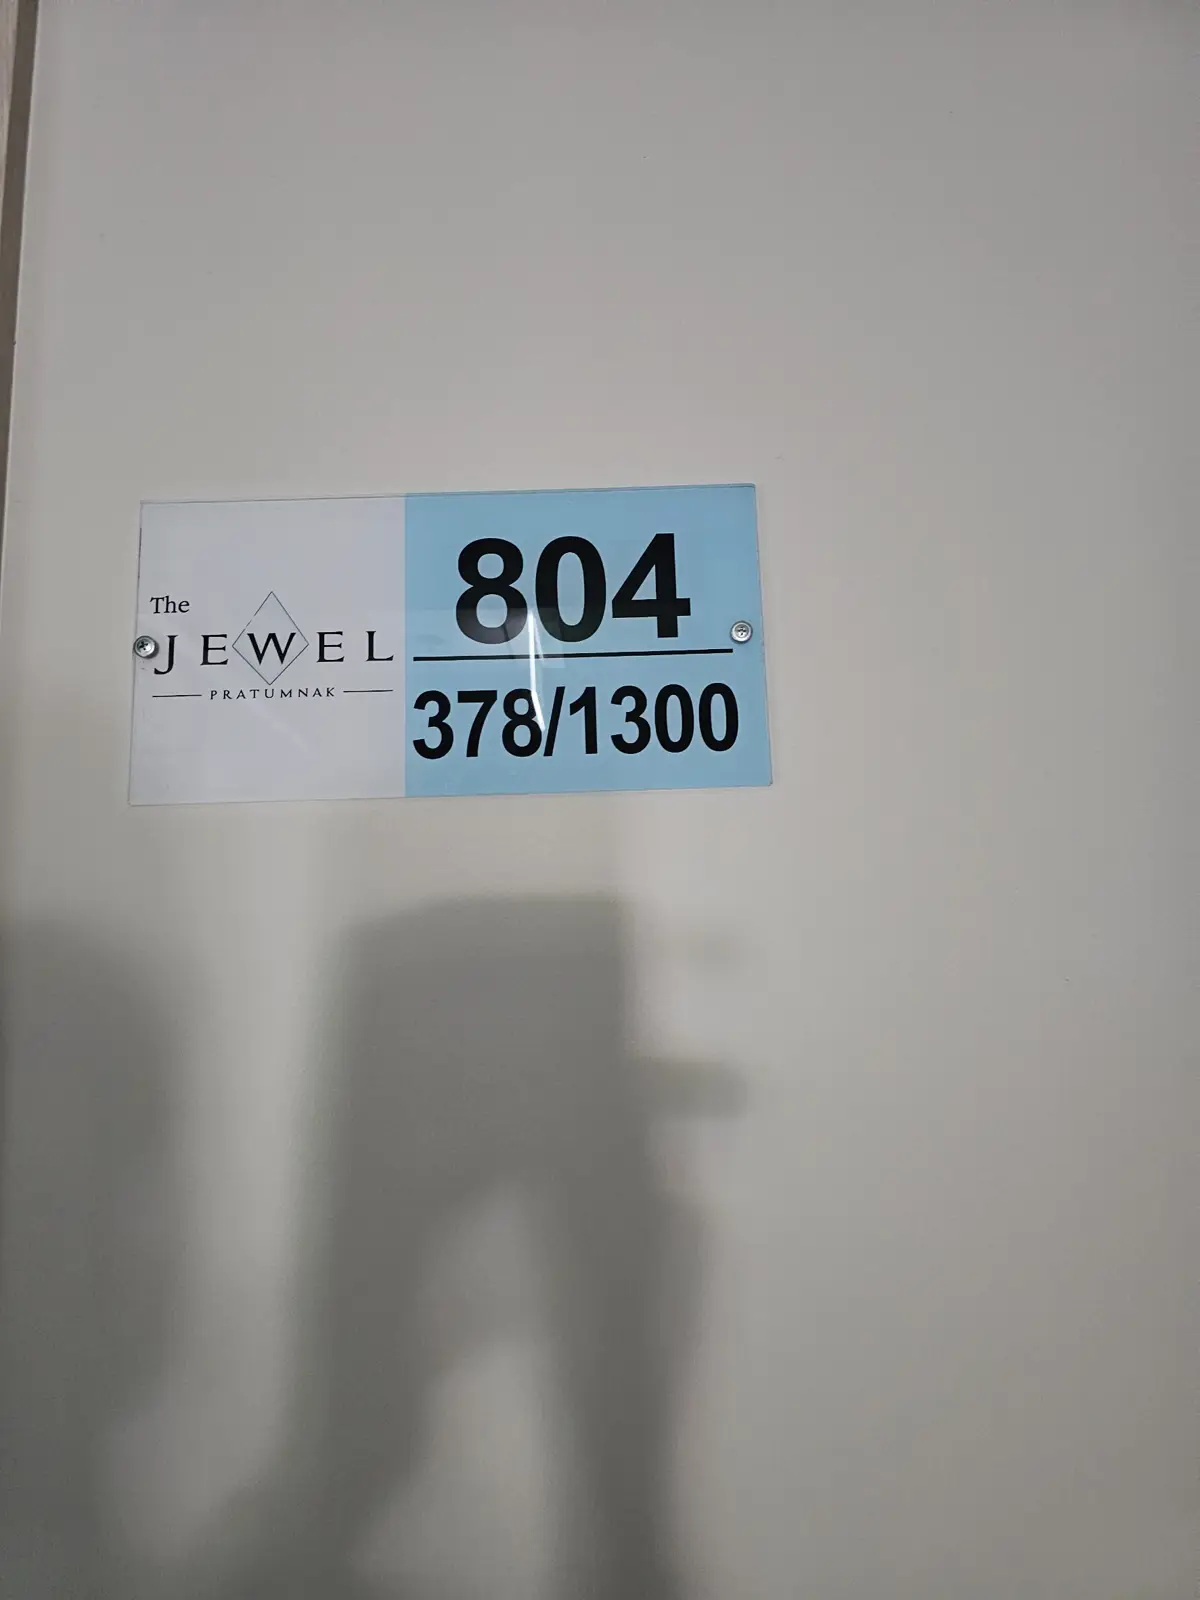 The
JEWEL
PRATUMNAK
804
378/1300